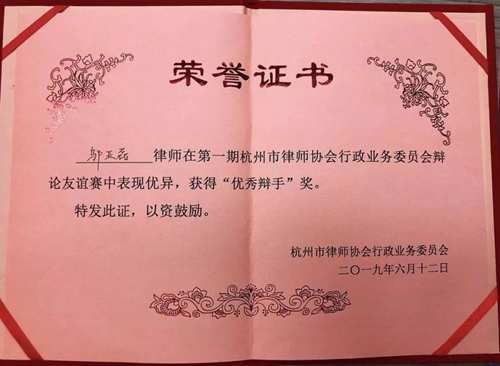 荣誉证书
邬亚磊 律师在第一期杭州市律师协会行政业务委员会辩
论友谊赛中表现优异，获得“优秀辩手”奖。
特发此证，以资鼓励。
杭州市律师协会行政业务委员会
二〇一九年六月十二日